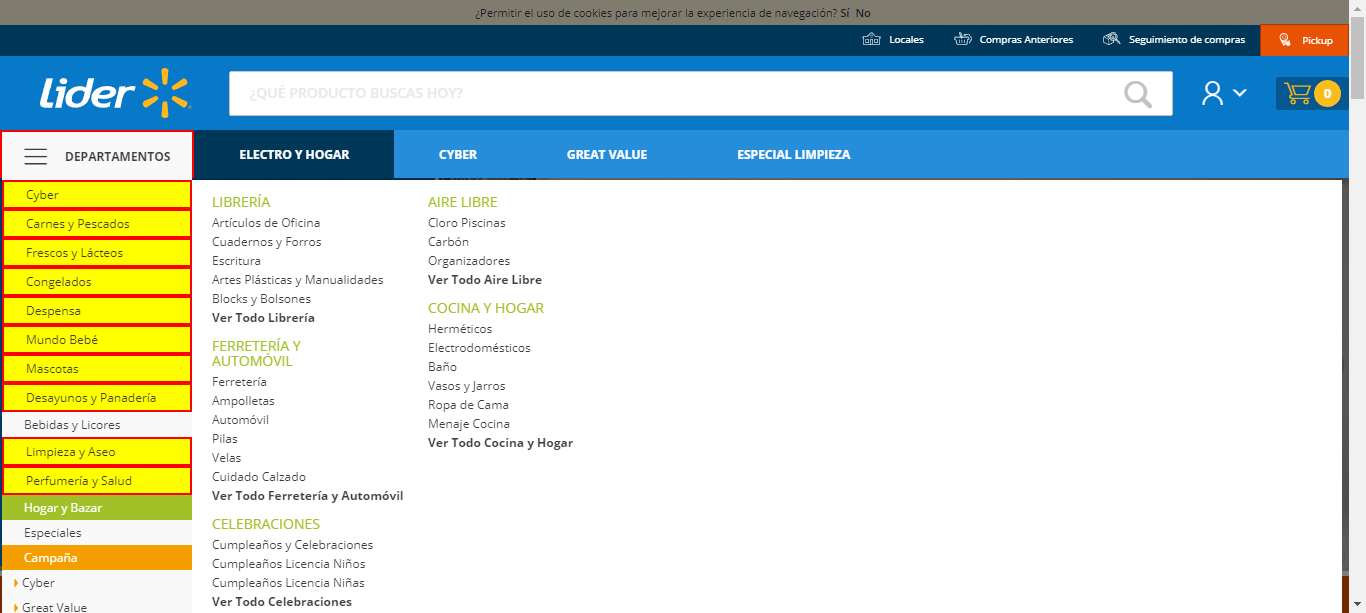 ¿Permitir el uso de cookies para mejorar la experiencia de navegación? Sí No
Locales
Compras Anteriores
Seguimiento de compras
Pickup
Lider
¿QUÉ PRODUCTO BUSCAS HOY?
0
DEPARTAMENTOS
ELECTRO Y HOGAR
CYBER
GREAT VALUE
ESPECIAL LIMPIEZA
Cyber
Carnes y Pescados
Frescos y Lácteos
Congelados
Despensa
Mundo Bebé
Mascotas
Desayunos y Panadería
Bebidas y Licores
Limpieza y Aseo
Perfumería y Salud
Hogar y Bazar
Especiales
Campaña
Cyber
Great Value
LIBRERÍA
Artículos de Oficina
Cuadernos y Forros
Escritura
Artes Plásticas y Manualidades
Blocks y Bolsones
Ver Todo Librería
FERRETERÍA Y
AUTOMÓVIL
Ferretería
Ampolletas
Automóvil
Pilas
Velas
Cuidado Calzado
Ver Todo Ferretería y Automóvil
CELEBRACIONES
Cumpleaños y Celebraciones
Cumpleaños Licencia Niños
Cumpleaños Licencia Niñas
Ver Todo Celebraciones
AIRE LIBRE
Cloro Piscinas
Carbón
Organizadores
Ver Todo Aire Libre
COCINA Y HOGAR
Herméticos
Electrodomésticos
Baño
Vasos y Jarros
Ropa de Cama
Menaje Cocina
Ver Todo Cocina y Hogar